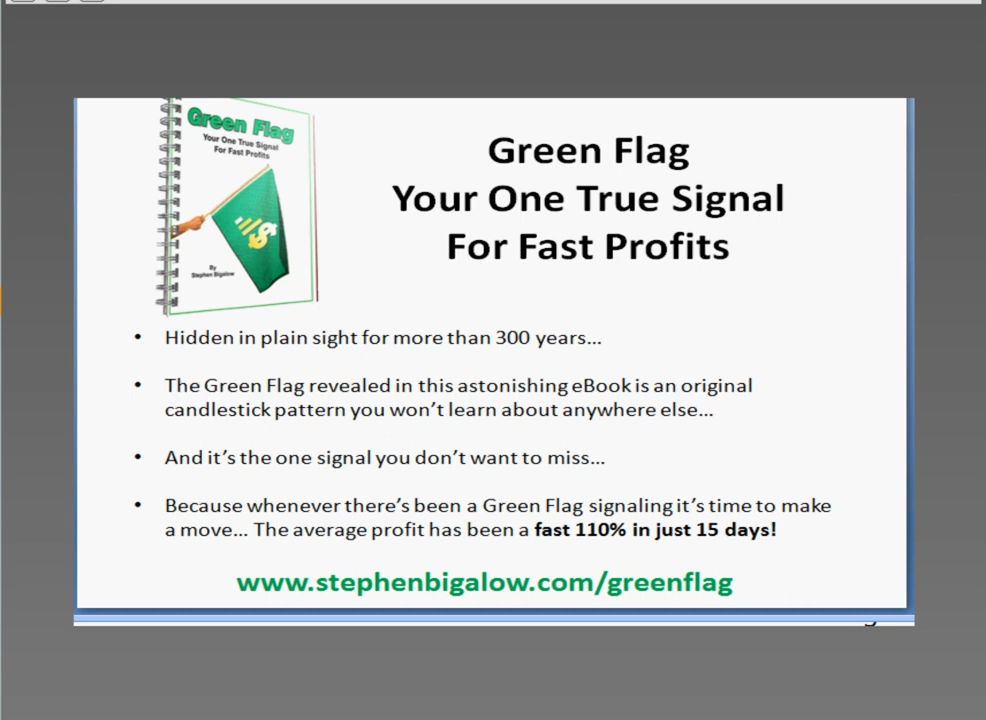 Green Flag
Your One True Signal
For Fast Profits
By
Stephen Bigalow
Green Flag
Your One True Signal
For Fast Profits
• Hidden in plain sight for more than 300 years...
• The Green Flag revealed in this astonishing eBook is an original
candlestick pattern you won't learn about anywhere else...
• And it's the one signal you don't want to miss...
• Because whenever there's been a Green Flag signaling it's time to make
a move... The average profit has been a fast 110% in just 15 days!
www.stephenbigalow.com/greenflag